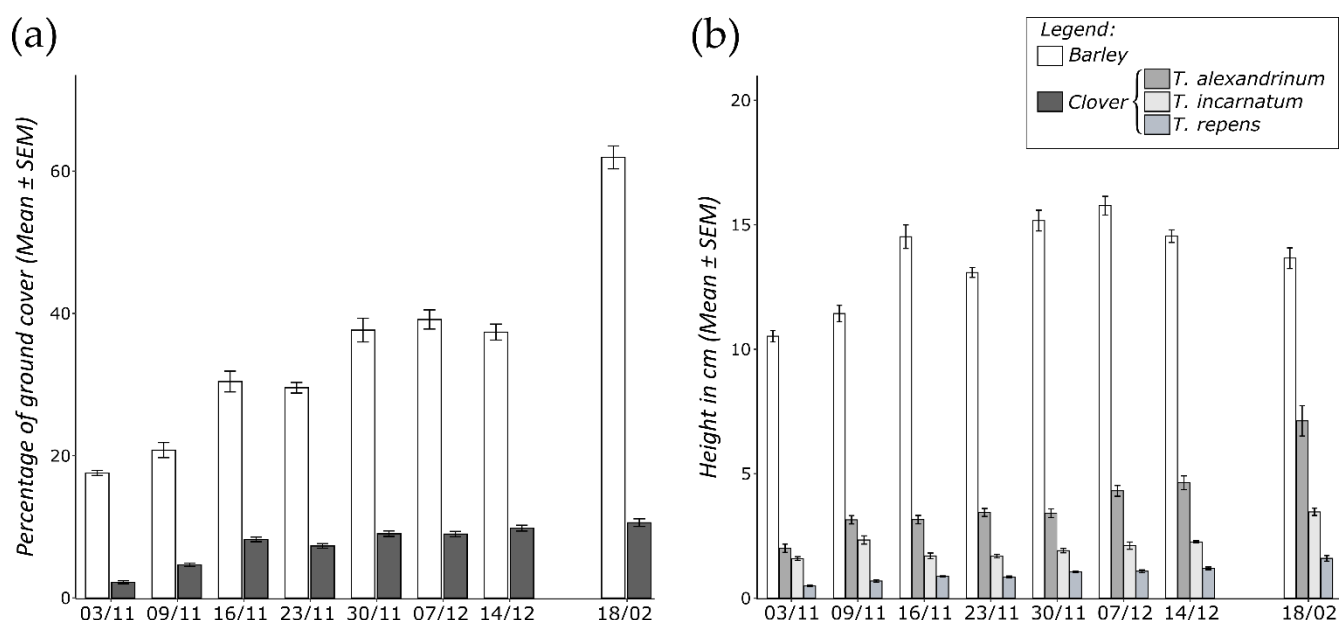 (a)
Percentage of ground cover (Mean ± SEM)
60
40
20
0
03/11 09/11 16/11 23/11 30/11 07/12 14/12 18/02
(b)
Legend:
Barley
Clover
T. alexandrinum
T. incarnatum
T. repens
Height in cm (Mean ± SEM)
20
15
10
5
0
03/11 09/11 16/11 23/11 30/11 07/12 14/12 18/02